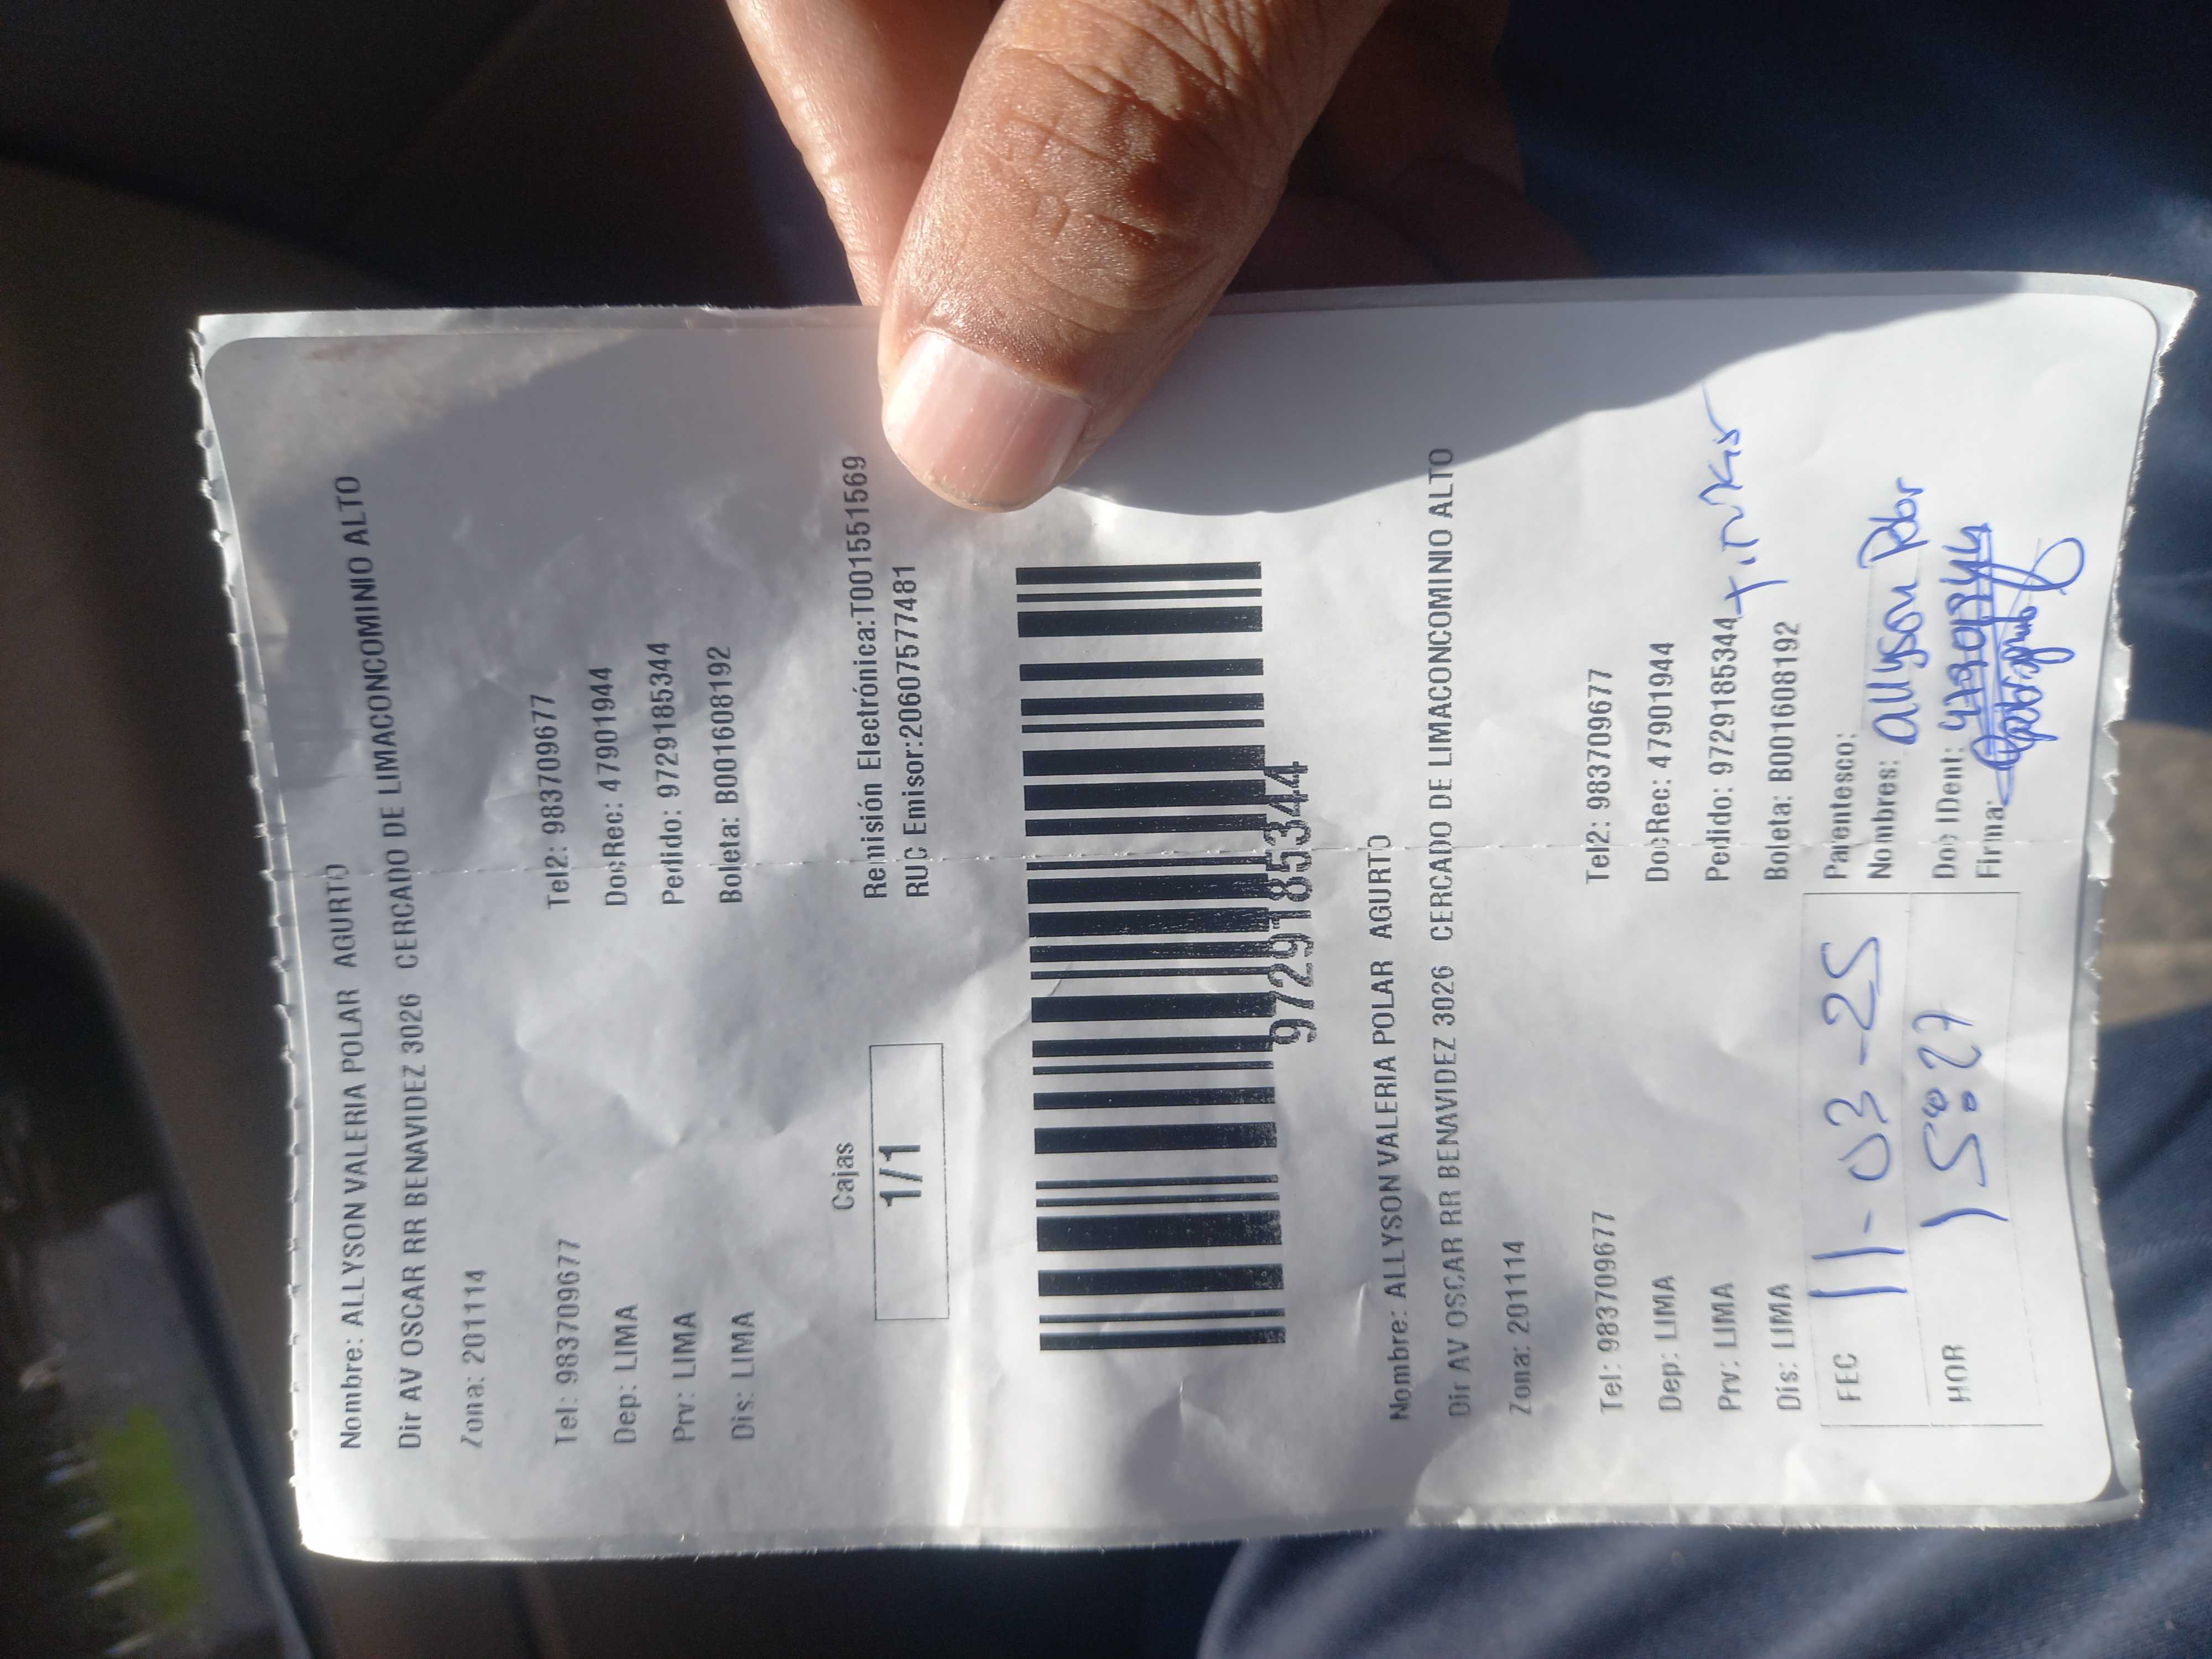 Nombre: ALLYSON VALERIA POLAR AGURTO
Dir AV OSCAR RR BENAVIDEZ 3026 CERCADO DE LIMACONCOMINIO ALTO
Zona: 201114
Tel: 983709677 Tel2: 983709677
Dep: LIMA DocRec: 47901944
Prv: LIMA Pedido: 9729185344
Dis: LIMA Boleta: B001608192
Cajas
1/1
Remisión Electrónica:T001551569
RUC Emisor:20607577481
9729185344
Nombre: ALLYSON VALERIA POLAR AGURTO
Dir AV OSCAR RR BENAVIDEZ 3026 CERCADO DE LIMACONCOMINIO ALTO
Zona: 201114
Tel: 983709677 Tel2: 983709677
Dep: LIMA DocRec: 47901944
Prv: LIMA Pedido: 9729185344
Dis: LIMA Boleta: B001608192
FEC 11-03-25 Parentesco:
Nombres: allyson Polar
HOR 15:27 Doc IDent:
Firma: